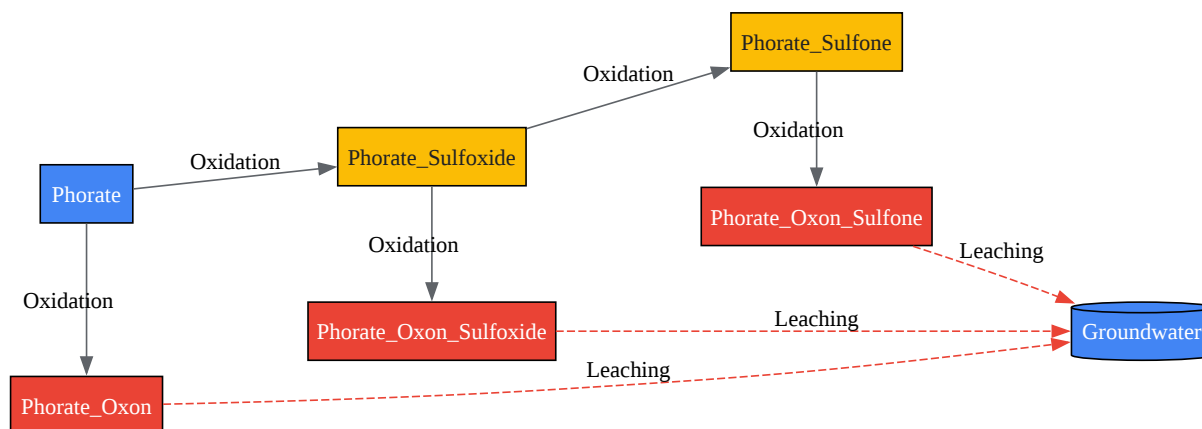 Phorate_Sulfone
Oxidation
Phorate_Sulfoxide
Oxidation
Oxidation
Phorate
Phorate_Oxon_Sulfone
Oxidation
Leaching
Oxidation
Phorate_Oxon_Sulfoxide
Leaching
Groundwater
Leaching
Phorate_Oxon